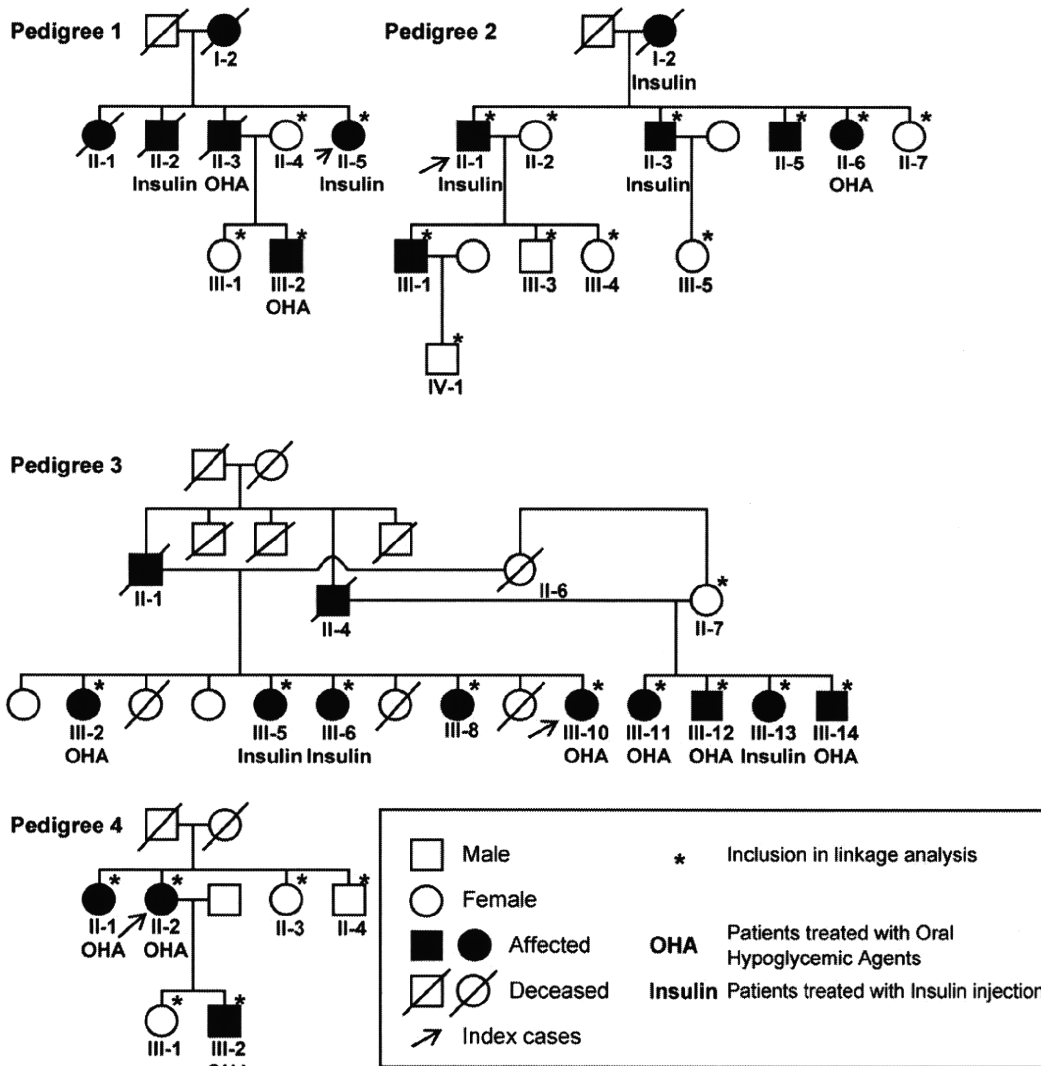 Pedigree 1
Pedigree 2
I-2
I-2
Insulin
* * * * * * * *
II-1 II-2 II-3 II-4 II-5
Insulin OHA Insulin
II-1 II-2 II-3 II-5 II-6 II-7
Insulin Insulin OHA
* * * * * *
III-1 III-2
OHA
III-1 III-3 III-4 III-5
*
IV-1
Pedigree 3
II-1
II-6
*
II-4
II-7
* * * * * * * * *
III-2 III-5 III-6 III-8 III-10 III-11 III-12 III-13 III-14
OHA Insulin Insulin OHA OHA OHA Insulin OHA
Pedigree 4
* * * *
II-1 II-2 II-3 II-4
OHA OHA
* *
III-1 III-2
Male
* Inclusion in linkage analysis
Female
Affected
OHA Patients treated with Oral
Hypoglycemic Agents
Deceased
Insulin Patients treated with Insulin injection
Index cases